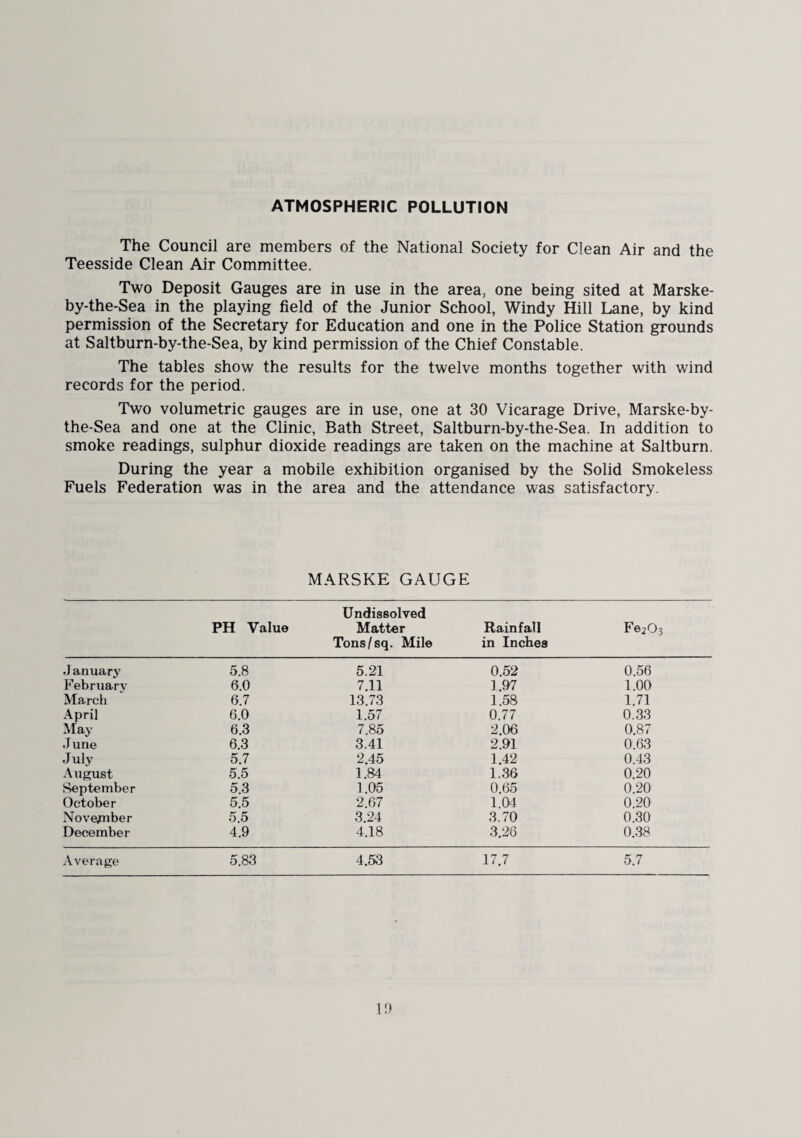 ATMOSPHERIC POLLUTION
The Council are members of the National Society for Clean Air and the
Teesside Clean Air Committee.
Two Deposit Gauges are in use in the area, one being sited at Marske-
by-the-Sea in the playing field of the Junior School, Windy Hill Lane, by kind
permission of the Secretary for Education and one in the Police Station grounds
at Saltburn-by-the-Sea, by kind permission of the Chief Constable.
The tables show the results for the twelve months together with wind
records for the period.
Two volumetric gauges are in use, one at 30 Vicarage Drive, Marske-by-
the-Sea and one at the Clinic, Bath Street, Saltburn-by-the-Sea. In addition to
smoke readings, sulphur dioxide readings are taken on the machine at Saltburn.
During the year a mobile exhibition organised by the Solid Smokeless
Fuels Federation was in the area and the attendance was satisfactory.
MARSKE GAUGE
Undissolved
PH Value Matter Rainfall Fe2O3
Tons/sq. Mile in Inches
January 5.8 5.21 0.52 0.56
February 6.0 7.11 1.97 1.00
March 6.7 13.73 1.58 1.71
April 6.0 1.57 0.77 0.33
May 6.3 7.85 2.06 0.87
June 6.3 3.41 2.91 0.63
July 5.7 2.45 1.42 0.43
August 5.5 1.84 1.36 0.20
September 5.3 1.05 0.65 0.20
October 5.5 2.67 1.04 0.20
November 5.5 3.24 3.70 0.30
December 4.9 4.18 3.26 0.38
Average 5.83 4.53 17.7 5.7
19